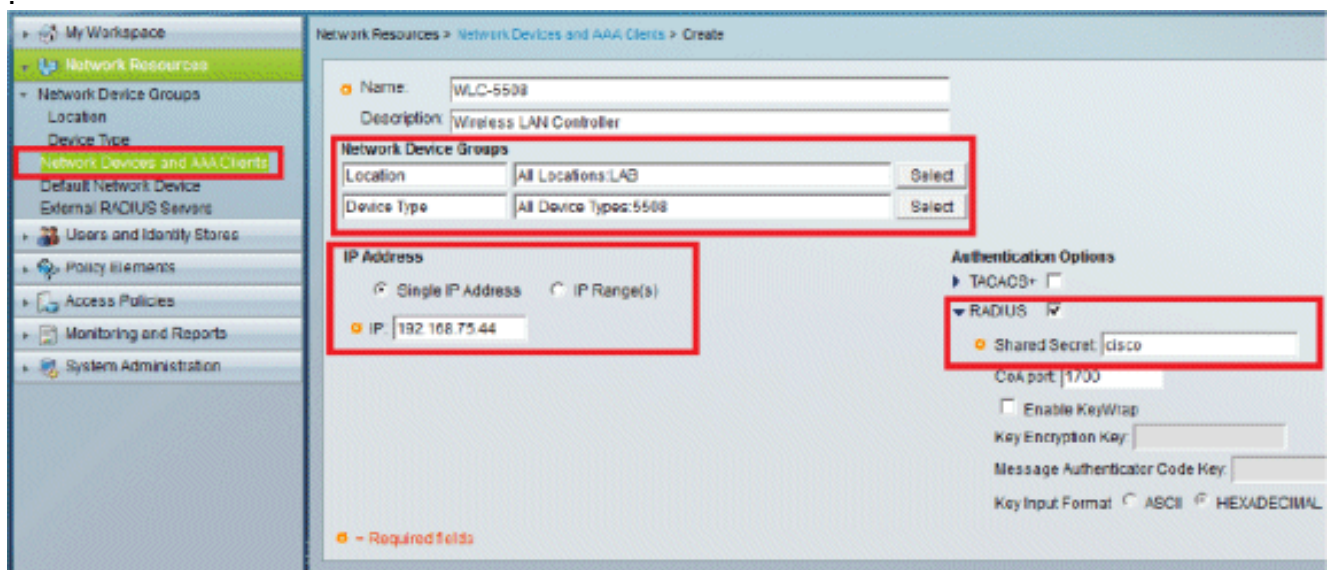 My Workspace
Network Resources
Network Device Groups
Location
Device Type
Network Devices and AAA Clients
Default Network Device
External RADIUS Servers
Users and Identity Stores
Policy Elements
Access Policies
Monitoring and Reports
System Administration
Network Resources > Network Devices and AAA Clients > Create
Name: WLC-5508
Description: Wireless LAN Controller
Network Device Groups
Location All Locations:LAB Select
Device Type All Device Types:5508 Select
IP Address
Single IP Address IP Range(s)
IP: 192.168.75.44
Authentication Options
TACACS+
RADIUS
Shared Secret: cisco
CoA port: 1700
Enable KeyWrap
Key Encryption Key:
Message Authenticator Code Key:
Key Input Format ASCII HEXADECIMAL
= Required fields